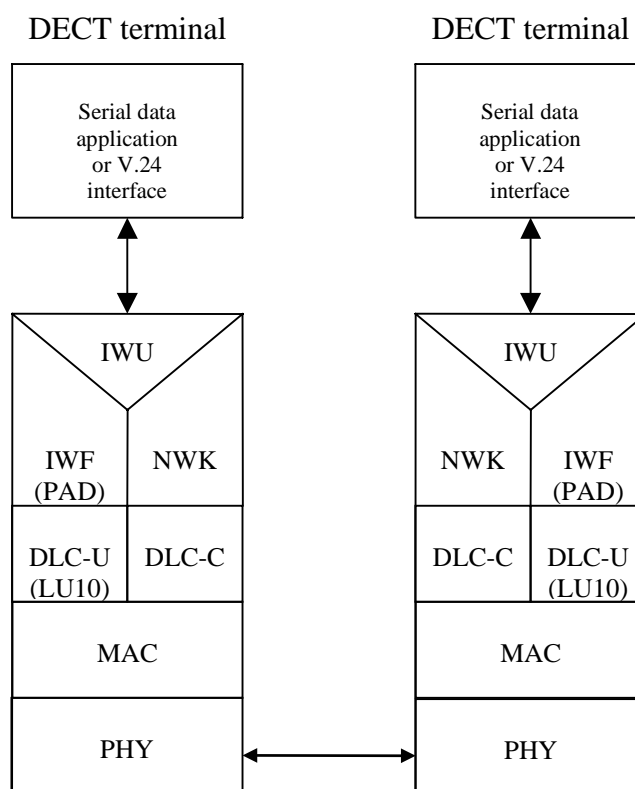 DECT terminal
DECT terminal
Serial data
application
or V.24
interface
Serial data
application
or V.24
interface
IWU
IWU
IWF
(PAD)
NWK
NWK
IWF
(PAD)
DLC-U
(LU10)
DLC-C
DLC-C
DLC-U
(LU10)
MAC
MAC
PHY
PHY